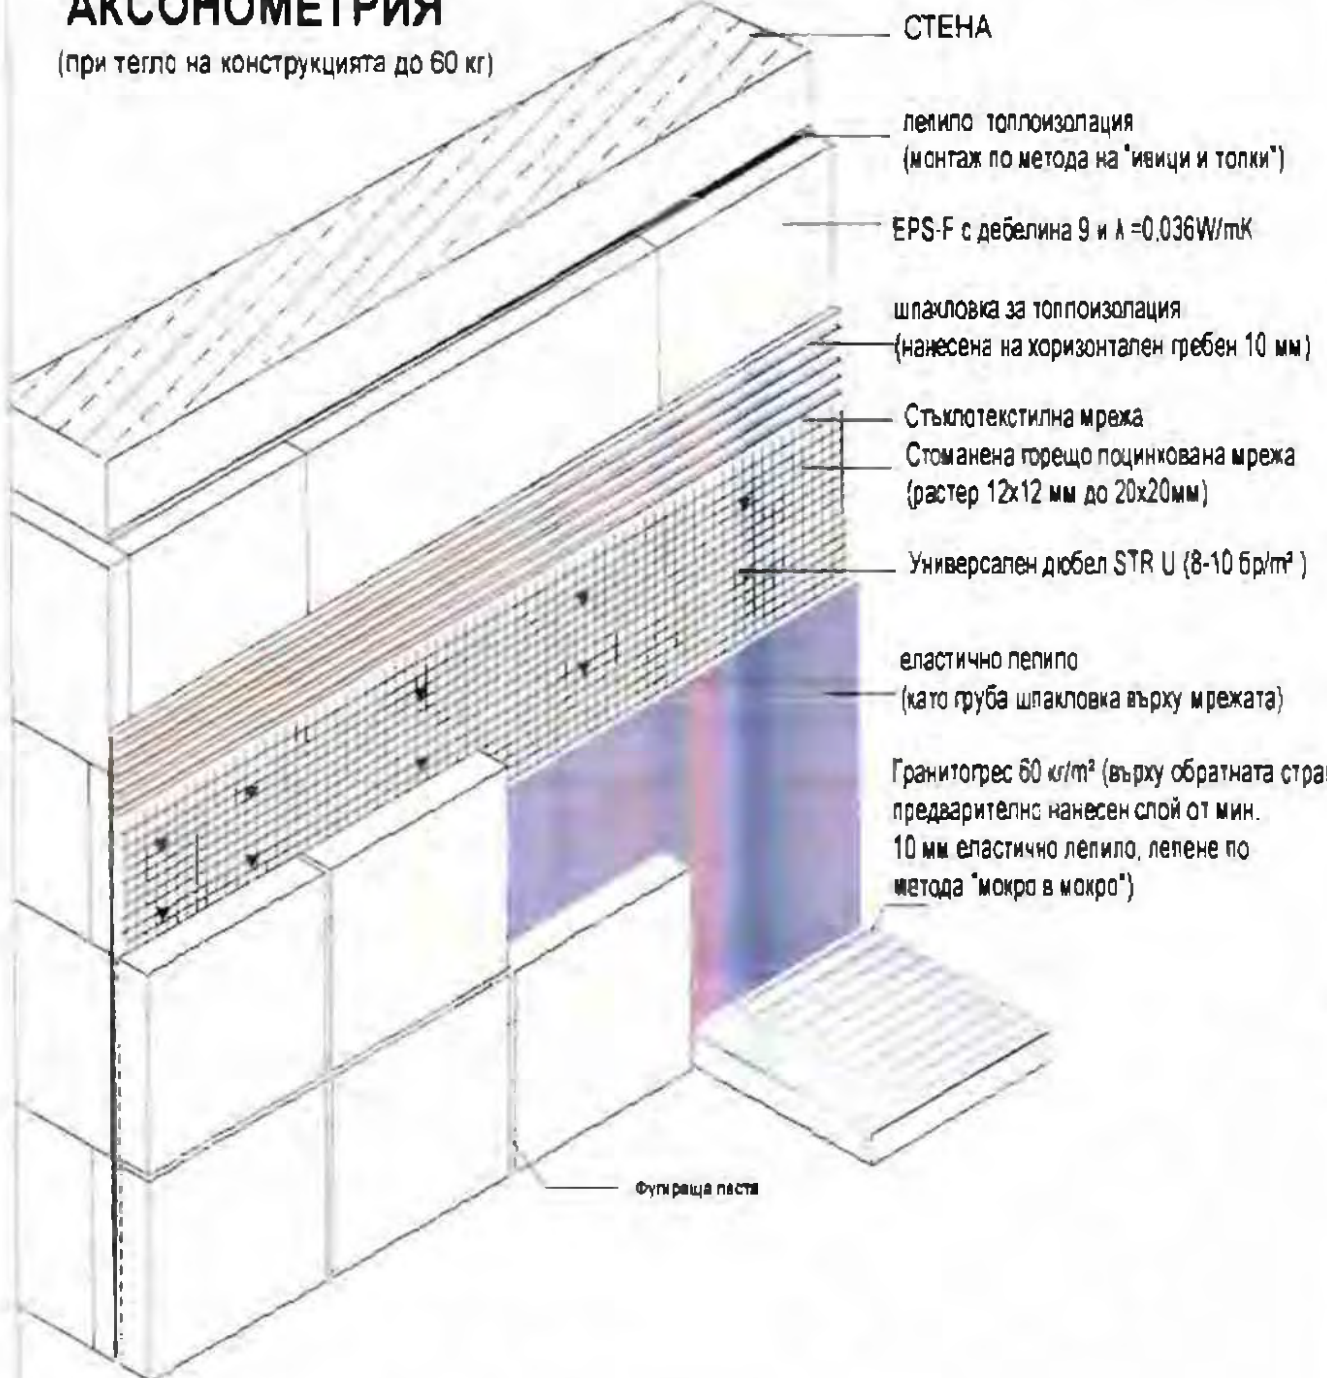 АКСОНОМЕТРИЯ
(при тегло на конструкцията до 60 кг)
СТЕНА
лепило топлоизолация
(монтаж по метода на "ивици и топки")
EPS-F с дебелина 9 и λ =0,036W/mK
шпакловка за топлоизолация
(нанесена на хоризонтален гребен 10 мм)
Стъклотекстилна мрежа
Стоманена горещо поцинкована мрежа
(растер 12x12 мм до 20x20мм)
Универсален дюбел STR U (8-10 бр/m² )
еластично лепило
(като груба шпакловка върху мрежата)
Гранитогрес 60 кг/m² (върху обратната стра
предварително нанесен слой от мин.
10 мм еластично лепило, лепене по
метода "мокро в мокро")
Фугираща паста